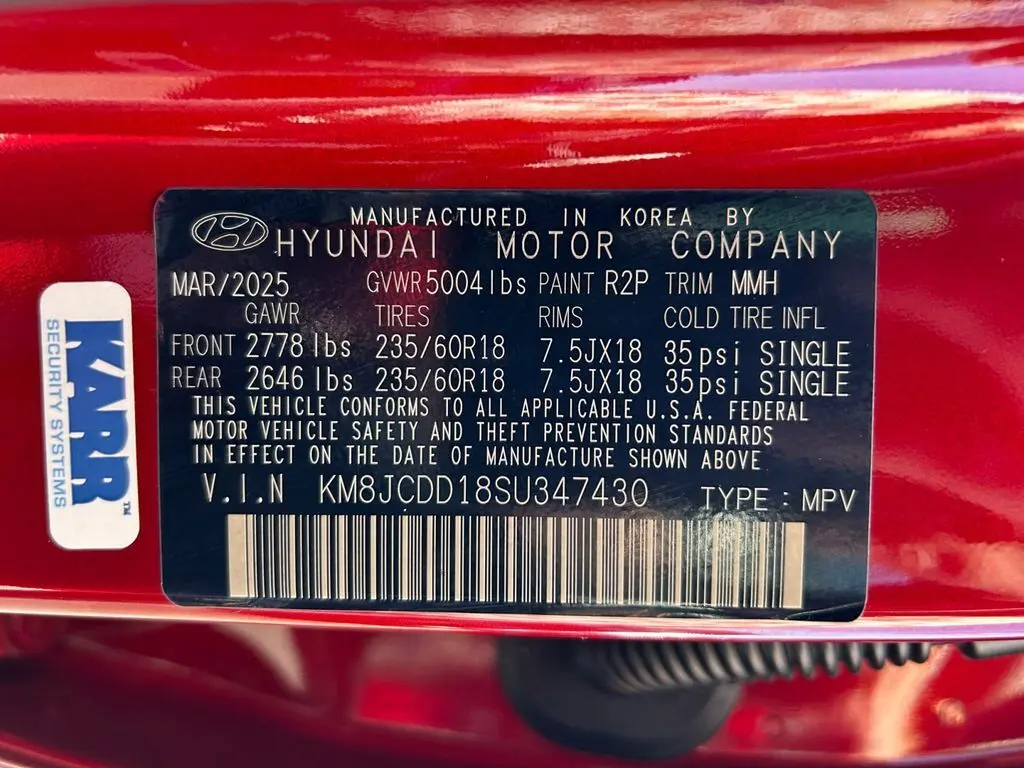 MANUFACTURED IN KOREA BY
HYUNDAI MOTOR COMPANY
MAR/2025 GVWR 5004 lbs PAINT R2P TRIM MMH
GAWR TIRES RIMS COLD TIRE INFL
FRONT 2778 lbs 235/60R18 7.5JX18 35psi SINGLE
REAR 2646 lbs 235/60R18 7.5JX18 35psi SINGLE
THIS VEHICLE CONFORMS TO ALL APPLICABLE U.S.A. FEDERAL
MOTOR VEHICLE SAFETY AND THEFT PREVENTION STANDARDS
IN EFFECT ON THE DATE OF MANUFACTURE SHOWN ABOVE
V.I.N KM8JCDD18SU347430 TYPE : MPV
KARR™
SECURITY SYSTEMS